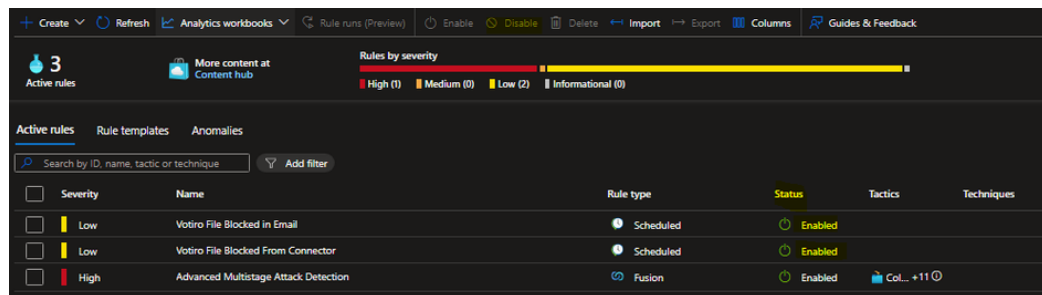 Create Refresh Analytics workbooks Rule runs (Preview) Enable Disable Delete Import Export Columns Guides & Feedback
3
Active rules
More content at
Content hub
Rules by severity
High (1) Medium (0) Low (2) Informational (0)
Active rules Rule templates Anomalies
Search by ID, name, tactic or technique Add filter
Severity Name Rule type Status Tactics Techniques
Low Votiro File Blocked in Email Scheduled Enabled
Low Votiro File Blocked From Connector Scheduled Enabled
High Advanced Multistage Attack Detection Fusion Enabled Col... +11